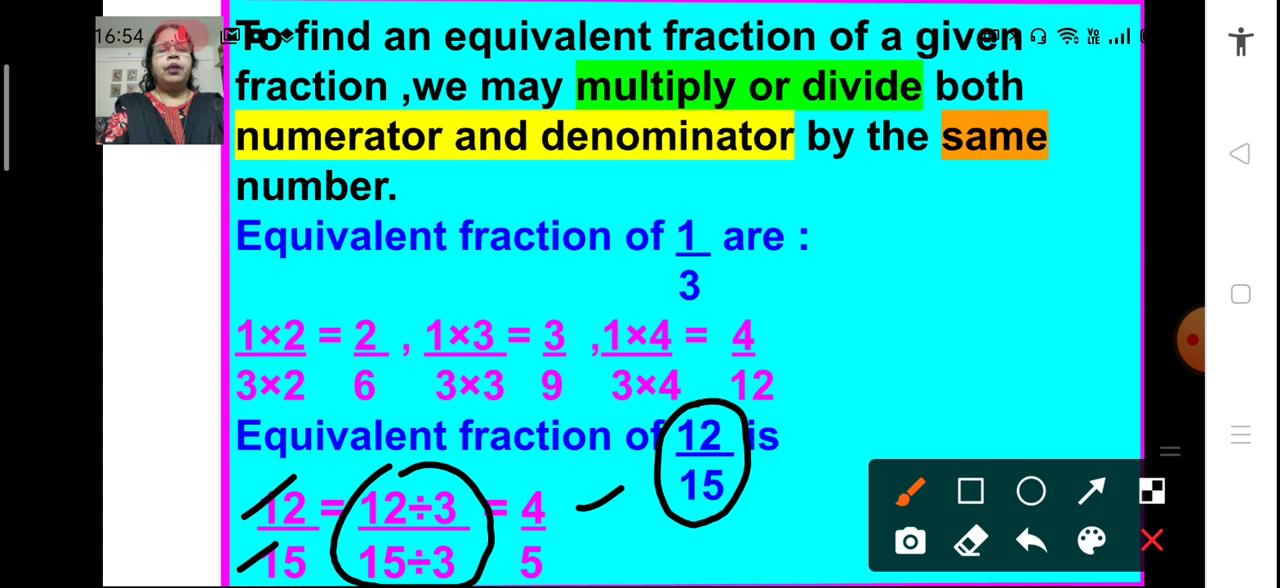 16:54
To find an equivalent fraction of a given
fraction ,we may multiply or divide both
numerator and denominator by the same
number.
Equivalent fraction of 1 are :
3
1×2 = 2 , 1×3 = 3 ,1×4 = 4
3×2 6 3×3 9 3×4 12
Equivalent fraction of 12 is
15
12 = 12÷3 = 4
15 15÷3 5